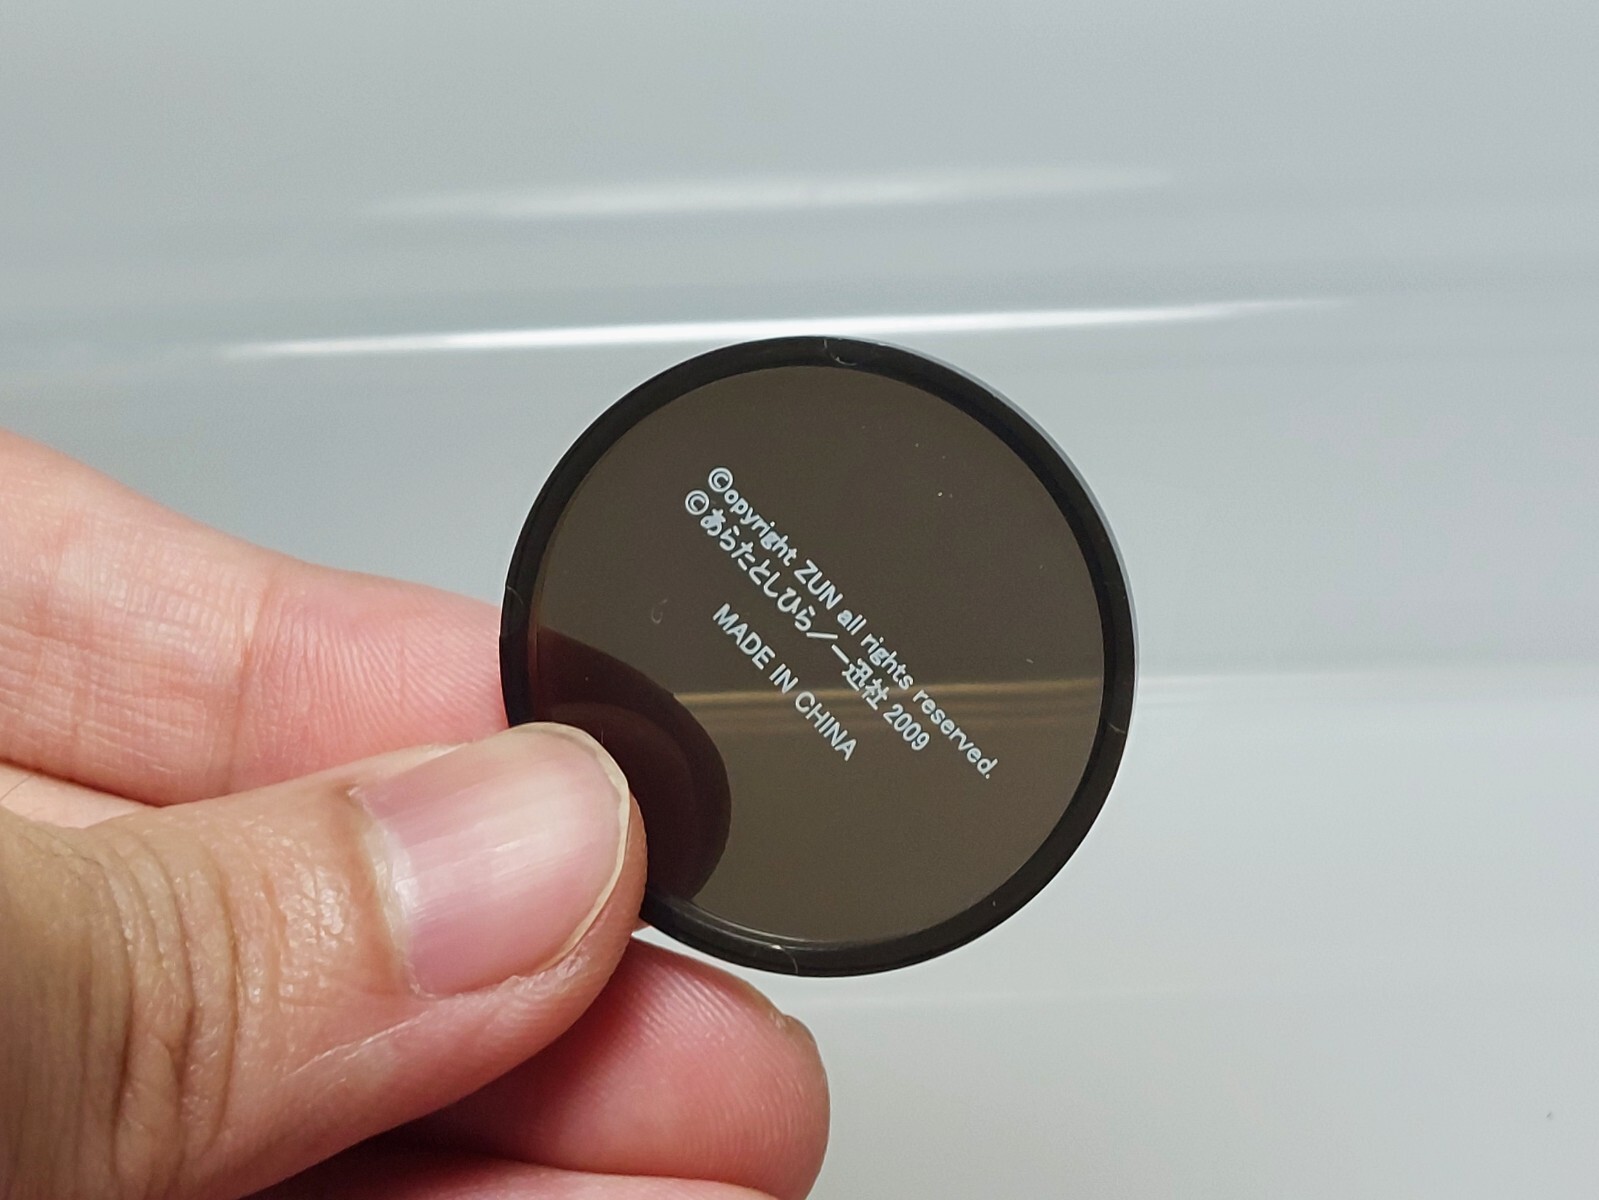 ©opyright ZUN all rights reserved.
©あらたとしひら／一迅社 2009
MADE IN CHINA